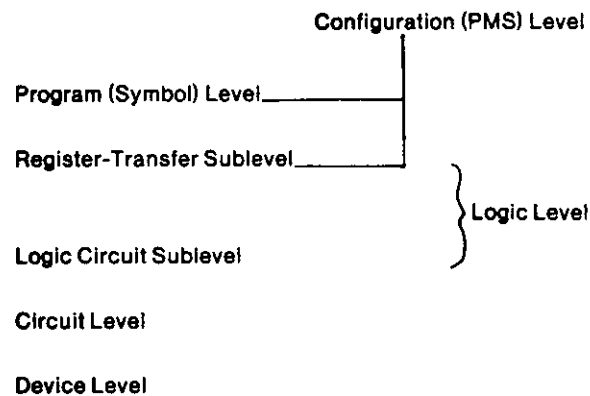 Configuration (PMS) Level
Program (Symbol) Level
Register-Transfer Sublevel
Logic Level
Logic Circuit Sublevel
Circuit Level
Device Level